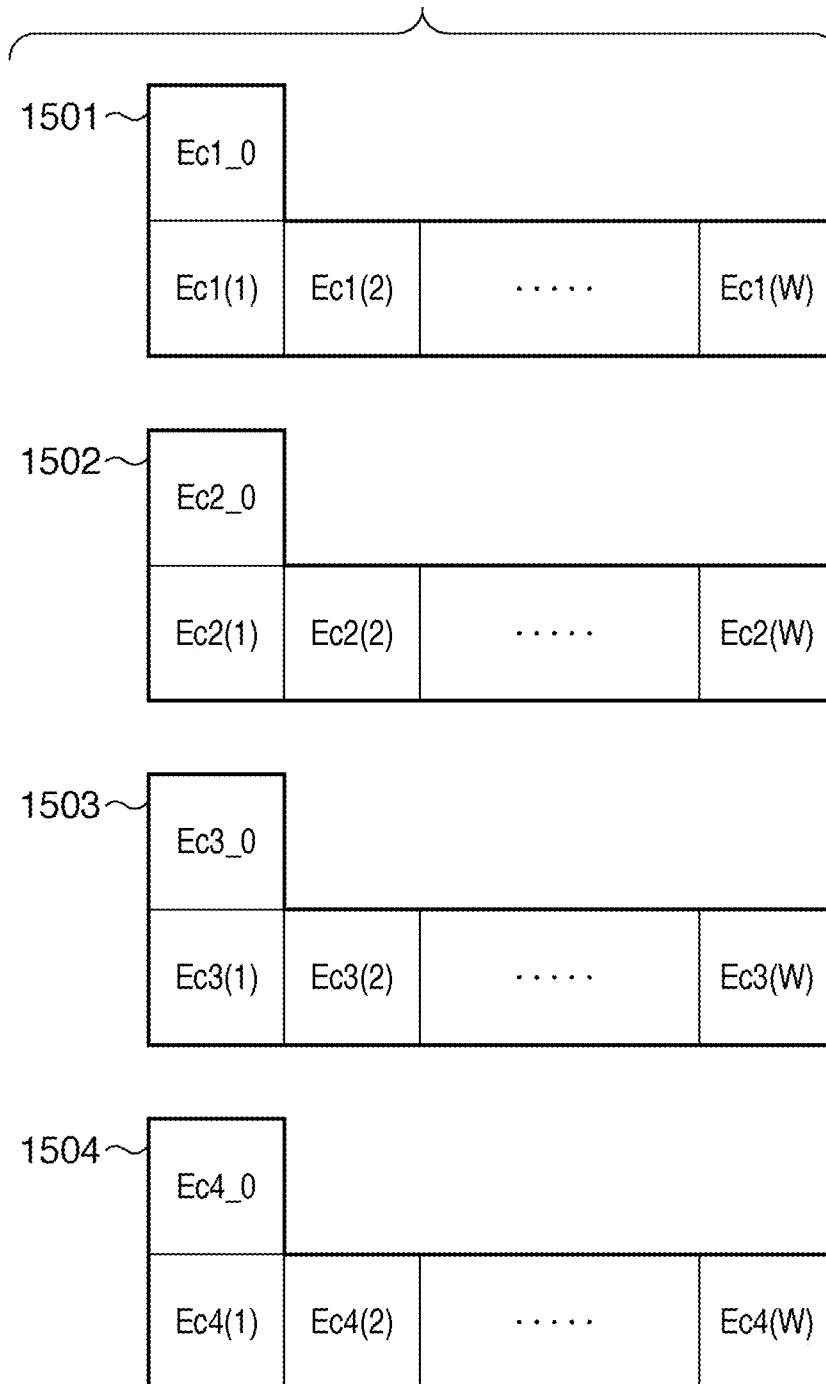 1501
Ec1_0
Ec1(1) Ec1(2) ····· Ec1(W)
1502
Ec2_0
Ec2(1) Ec2(2) ····· Ec2(W)
1503
Ec3_0
Ec3(1) Ec3(2) ····· Ec3(W)
1504
Ec4_0
Ec4(1) Ec4(2) ····· Ec4(W)